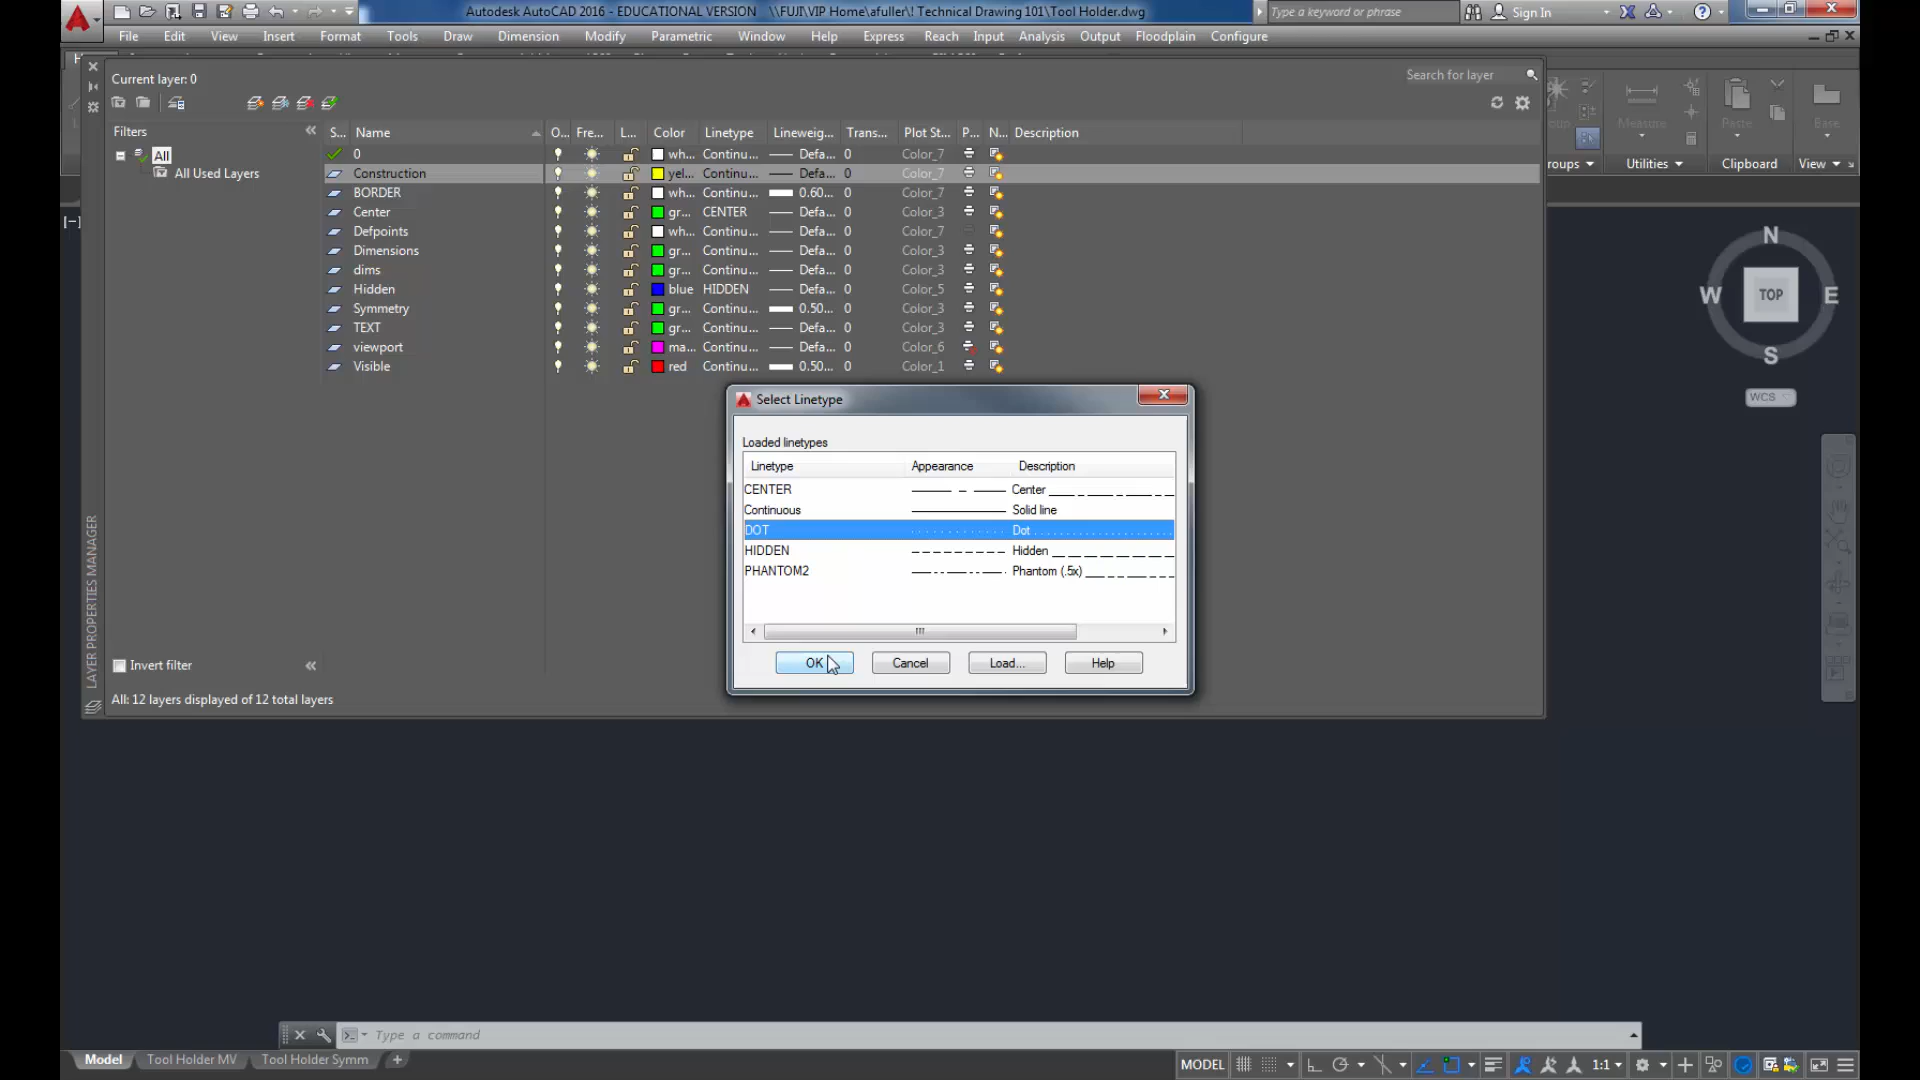 Autodesk AutoCAD 2016 - EDUCATIONAL VERSION \\FUJI\VIP Home\afuller\! Technical Drawing 101\Tool Holder.dwg
Type a keyword or phrase
Sign In
File Edit View Insert Format Tools Draw Dimension Modify Parametric Window Help Express Reach Input Analysis Output Floodplain Configure
Current layer: 0
Search for layer
Filters
S... Name O... Fre... L... Color Linetype Lineweig... Trans... Plot St... P... N... Description
All
All Used Layers
0 wh... Continu... Defa... 0 Color_7
Construction yel... Continu... Defa... 0 Color_7
BORDER wh... Continu... 0.60... 0 Color_7
Center gr... CENTER Defa... 0 Color_3
Defpoints wh... Continu... Defa... 0 Color_7
Dimensions gr... Continu... Defa... 0 Color_3
dims gr... Continu... Defa... 0 Color_3
Hidden blue HIDDEN Defa... 0 Color_5
Symmetry gr... Continu... 0.50... 0 Color_3
TEXT gr... Continu... Defa... 0 Color_3
viewport ma... Continu... Defa... 0 Color_6
Visible red Continu... 0.50... 0 Color_1
Measure Paste Base
roups Utilities Clipboard View
N
W TOP E
S
WCS
[-]
Select Linetype
Loaded linetypes
Linetype Appearance Description
CENTER Center
Continuous Solid line
DOT Dot
HIDDEN Hidden
PHANTOM2 Phantom (.5x)
OK Cancel Load... Help
LAYER PROPERTIES MANAGER
Invert filter
All: 12 layers displayed of 12 total layers
Type a command
Model Tool Holder MV Tool Holder Symm +
MODEL 1:1